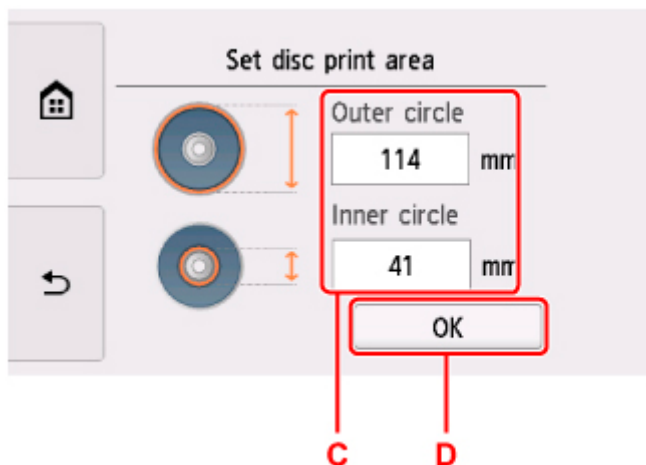 Set disc print area
Outer circle
114 mm
Inner circle
41 mm
OK
C D